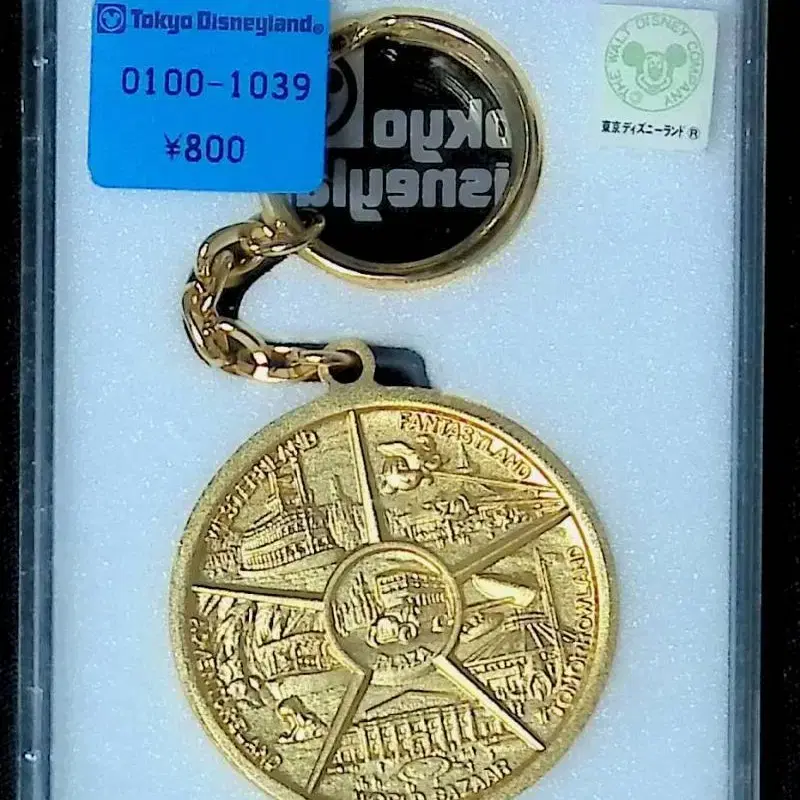 Tokyo Disneyland®
0100-1039
¥800
© THE WALT DISNEY COMPANY
東京ディズニーランド®
okyo
isneyla
WESTERNLAND
FANTASYLAND
TOMORROWLAND
ADVENTURELAND
PLAZA
WORLD BAZAAR